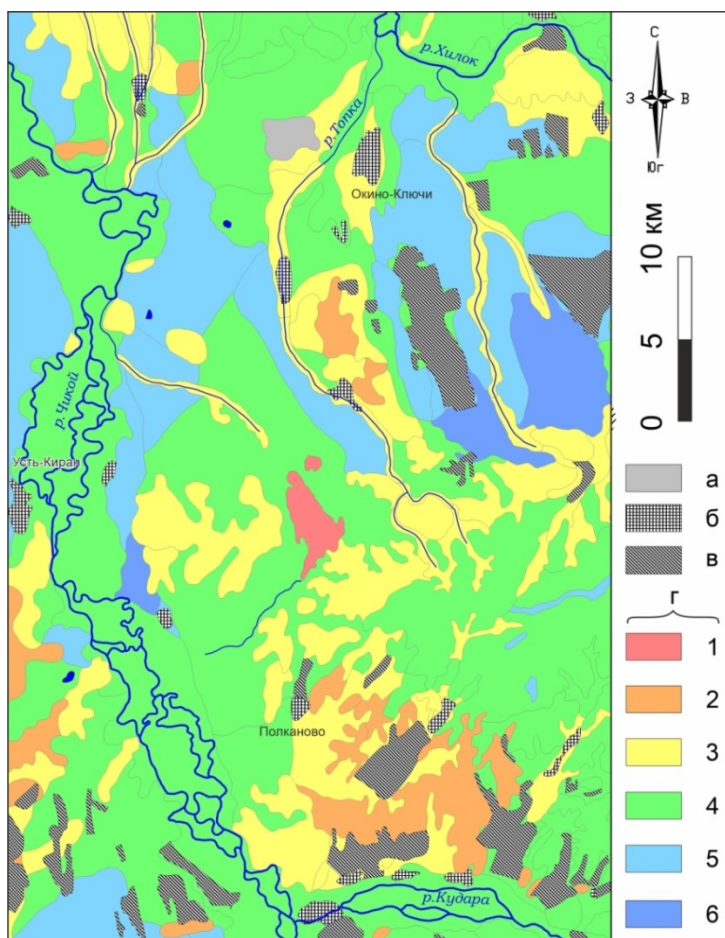 р.Хилок
р.Топка
Окино-Ключи
р.Чикой
Усть-Киран
Полканово
р.Кудара
С
З
В
Юг
10 км
5
0
а
б
в
г
1
2
3
4
5
6